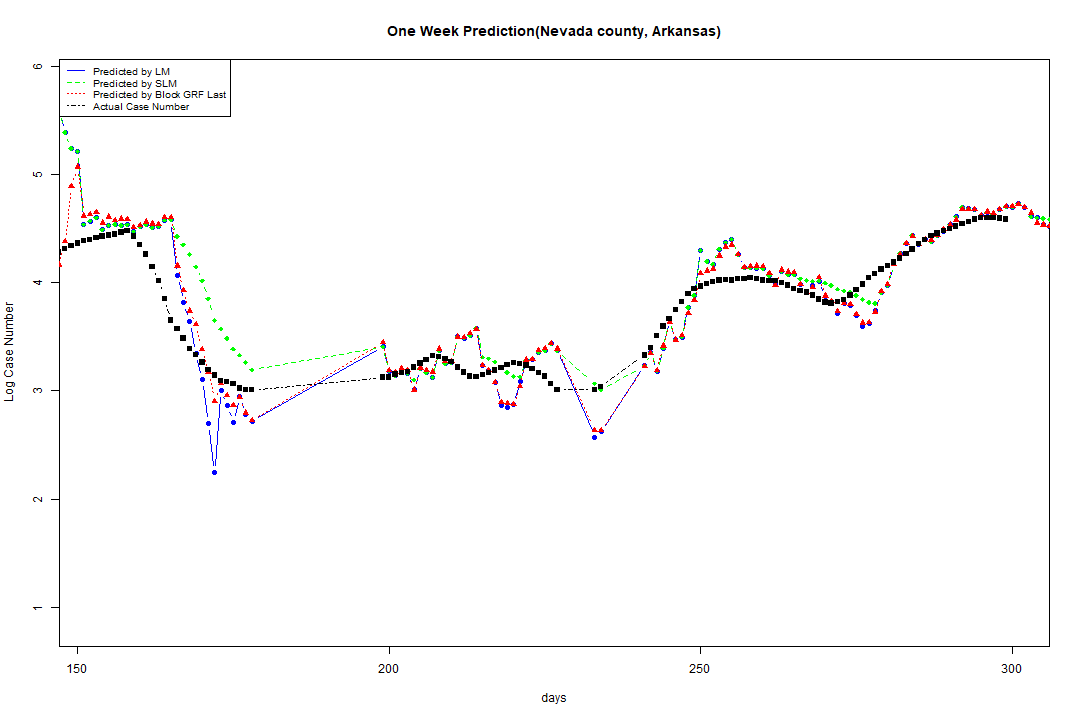 One Week Prediction(Nevada county, Arkansas)
Predicted by LM
Predicted by SLM
Predicted by Block GRF Last
Actual Case Number
6
5
4
3
2
1
Log Case Number
150 200 250 300
days